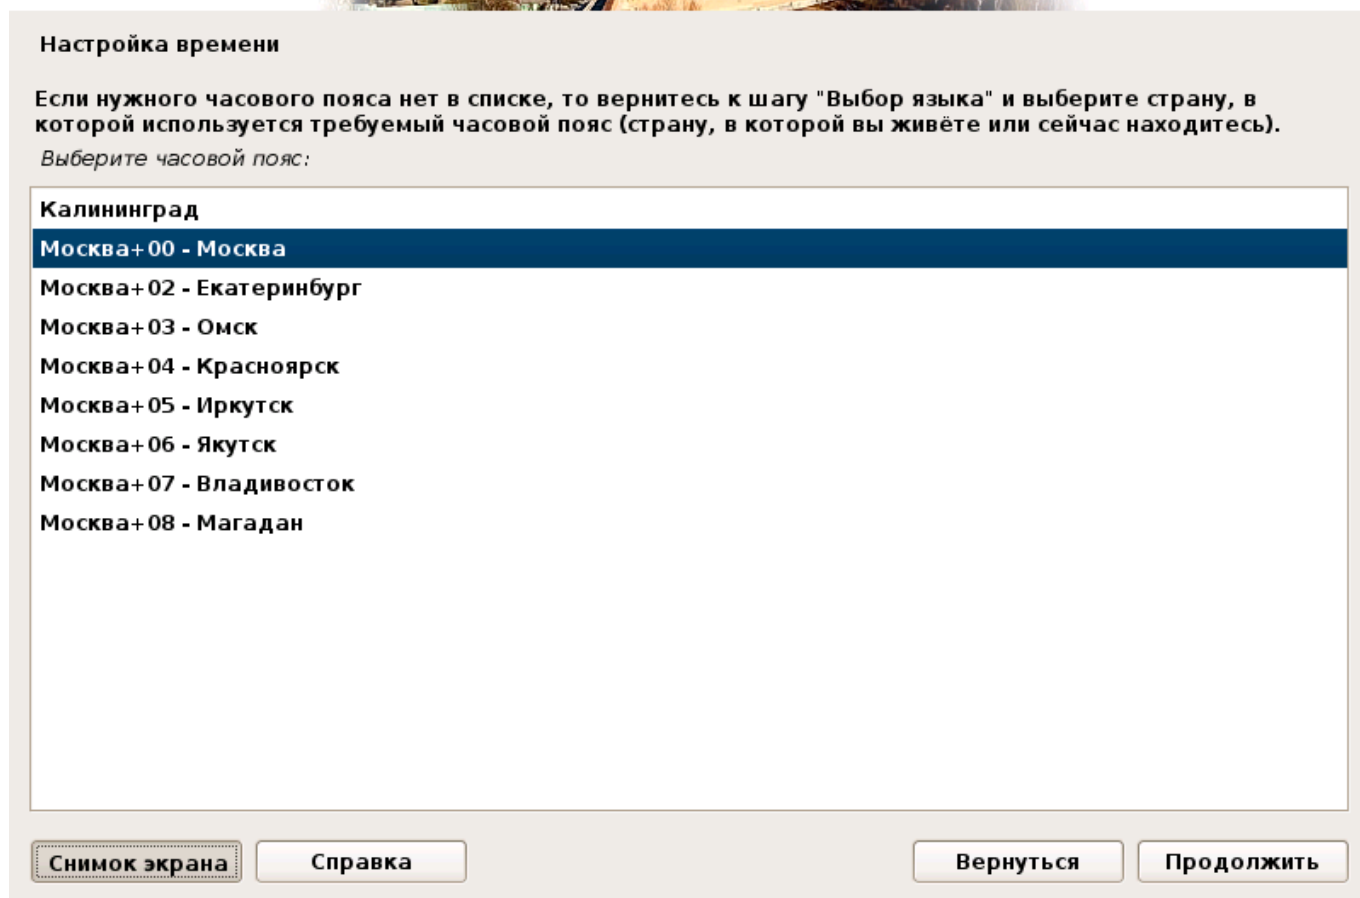 Настройка времени
Если нужного часового пояса нет в списке, то вернитесь к шагу "Выбор языка" и выберите страну, в
которой используется требуемый часовой пояс (страну, в которой вы живёте или сейчас находитесь).
Выберите часовой пояс:
Калининград
Москва+00 - Москва
Москва+02 - Екатеринбург
Москва+03 - Омск
Москва+04 - Красноярск
Москва+05 - Иркутск
Москва+06 - Якутск
Москва+07 - Владивосток
Москва+08 - Магадан
Снимок экрана Справка Вернуться Продолжить